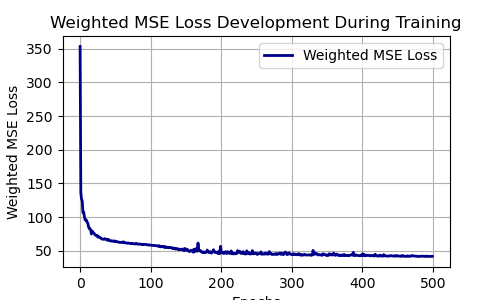 Weighted MSE Loss Development During Training
Weighted MSE Loss
Weighted MSE Loss
350
300
250
200
150
100
50
0 100 200 300 400 500
Epochs